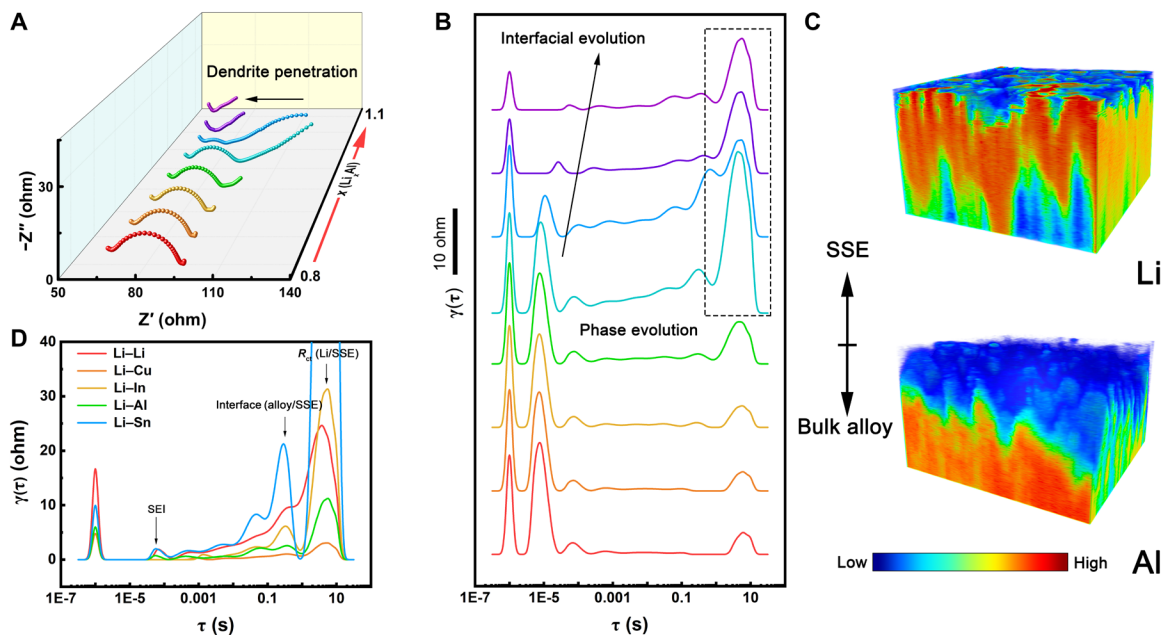 A
Dendrite penetration
1.1
x (LiₓAl)
0.8
30
0
−Z″ (ohm)
50
80
110
140
Z′ (ohm)
B
Interfacial evolution
10 ohm
γ(τ)
Phase evolution
1E-7
1E-5
0.001
0.1
10
τ (s)
C
Li
SSE
Bulk alloy
Low
High
Al
D
40
30
20
10
0
γ(τ) (ohm)
Li–Li
Li–Cu
Li–In
Li–Al
Li–Sn
SEI
Interface (alloy/SSE)
R_ct (Li/SSE)
1E-7
1E-5
0.001
0.1
10
τ (s)